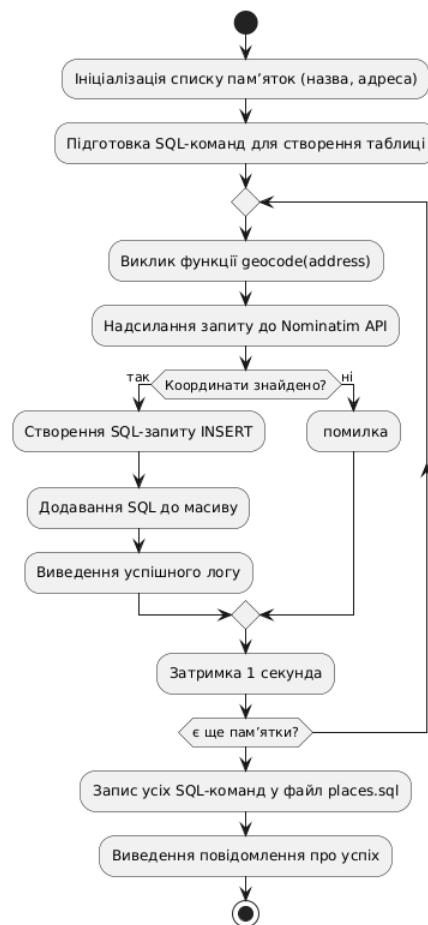 Ініціалізація списку пам’яток (назва, адреса)
Підготовка SQL-команд для створення таблиці
Виклик функції geocode(address)
Надсилання запиту до Nominatim API
Координати знайдено?
так
ні
Створення SQL-запиту INSERT
помилка
Додавання SQL до масиву
Виведення успішного логу
Затримка 1 секунда
є ще пам’ятки?
Запис усіх SQL-команд у файл places.sql
Виведення повідомлення про успіх